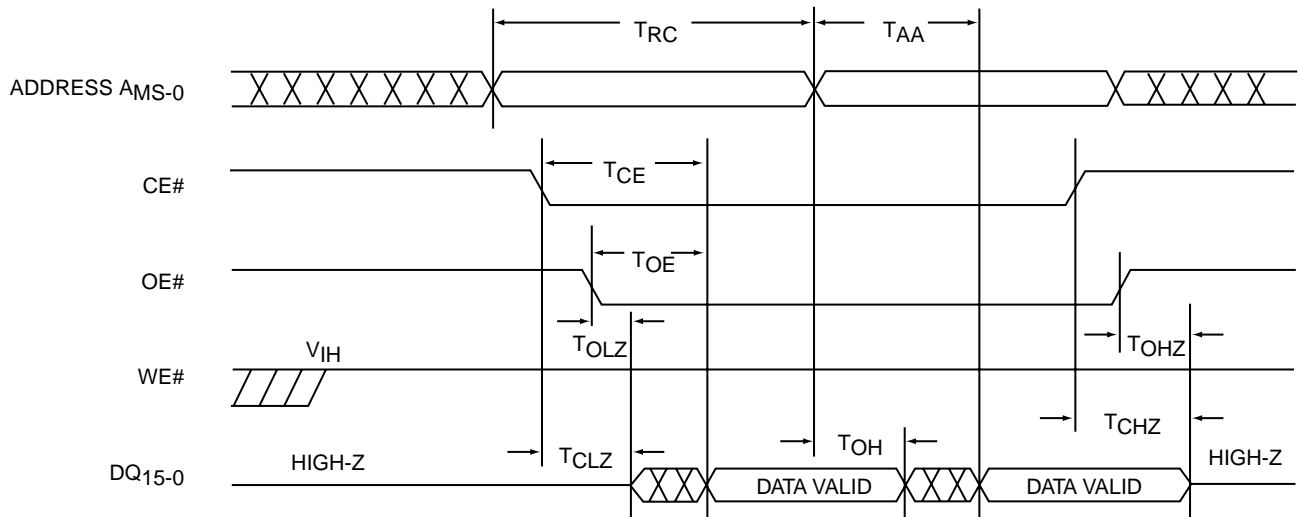 TRC
TAA
ADDRESS AMS-0
CE#
TCE
OE#
TOE
TOLZ
TOHZ
VIH
WE#
TCHZ
TCLZ
TOH
DQ15-0
HIGH-Z
DATA VALID
DATA VALID
HIGH-Z